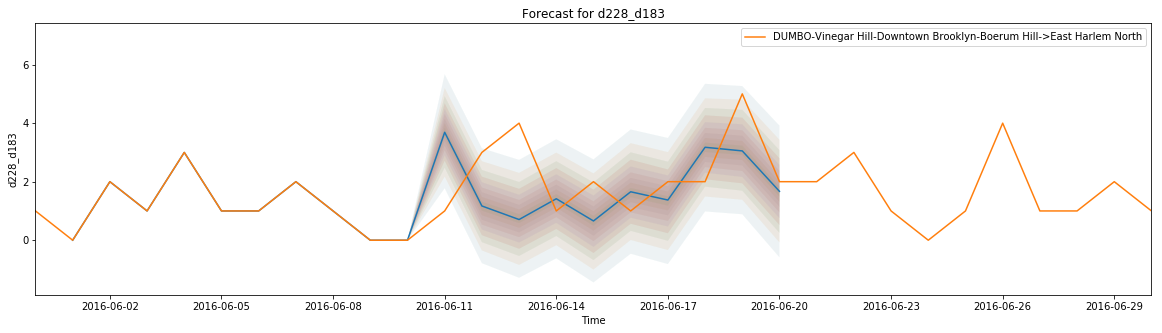 Forecast for d228_d183
DUMBO-Vinegar Hill-Downtown Brooklyn-Boerum Hill->East Harlem North
6
4
2
0
d228_d183
2016-06-02 2016-06-05 2016-06-08 2016-06-11 2016-06-14 2016-06-17 2016-06-20 2016-06-23 2016-06-26 2016-06-29
Time